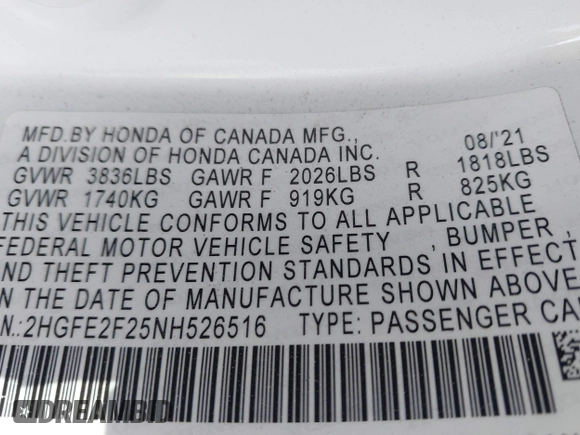 MFD.BY HONDA OF CANADA MFG., 08/'21
A DIVISION OF HONDA CANADA INC.
GVWR 3836LBS GAWR F 2026LBS R 1818LBS
GVWR 1740KG GAWR F 919KG R 825KG
THIS VEHICLE CONFORMS TO ALL APPLICABLE
FEDERAL MOTOR VEHICLE SAFETY , BUMPER ,
AND THEFT PREVENTION STANDARDS IN EFFECT
N THE DATE OF MANUFACTURE SHOWN ABOVE
N.:2HGFE2F25NH526516 TYPE: PASSENGER CA
DREAMBID